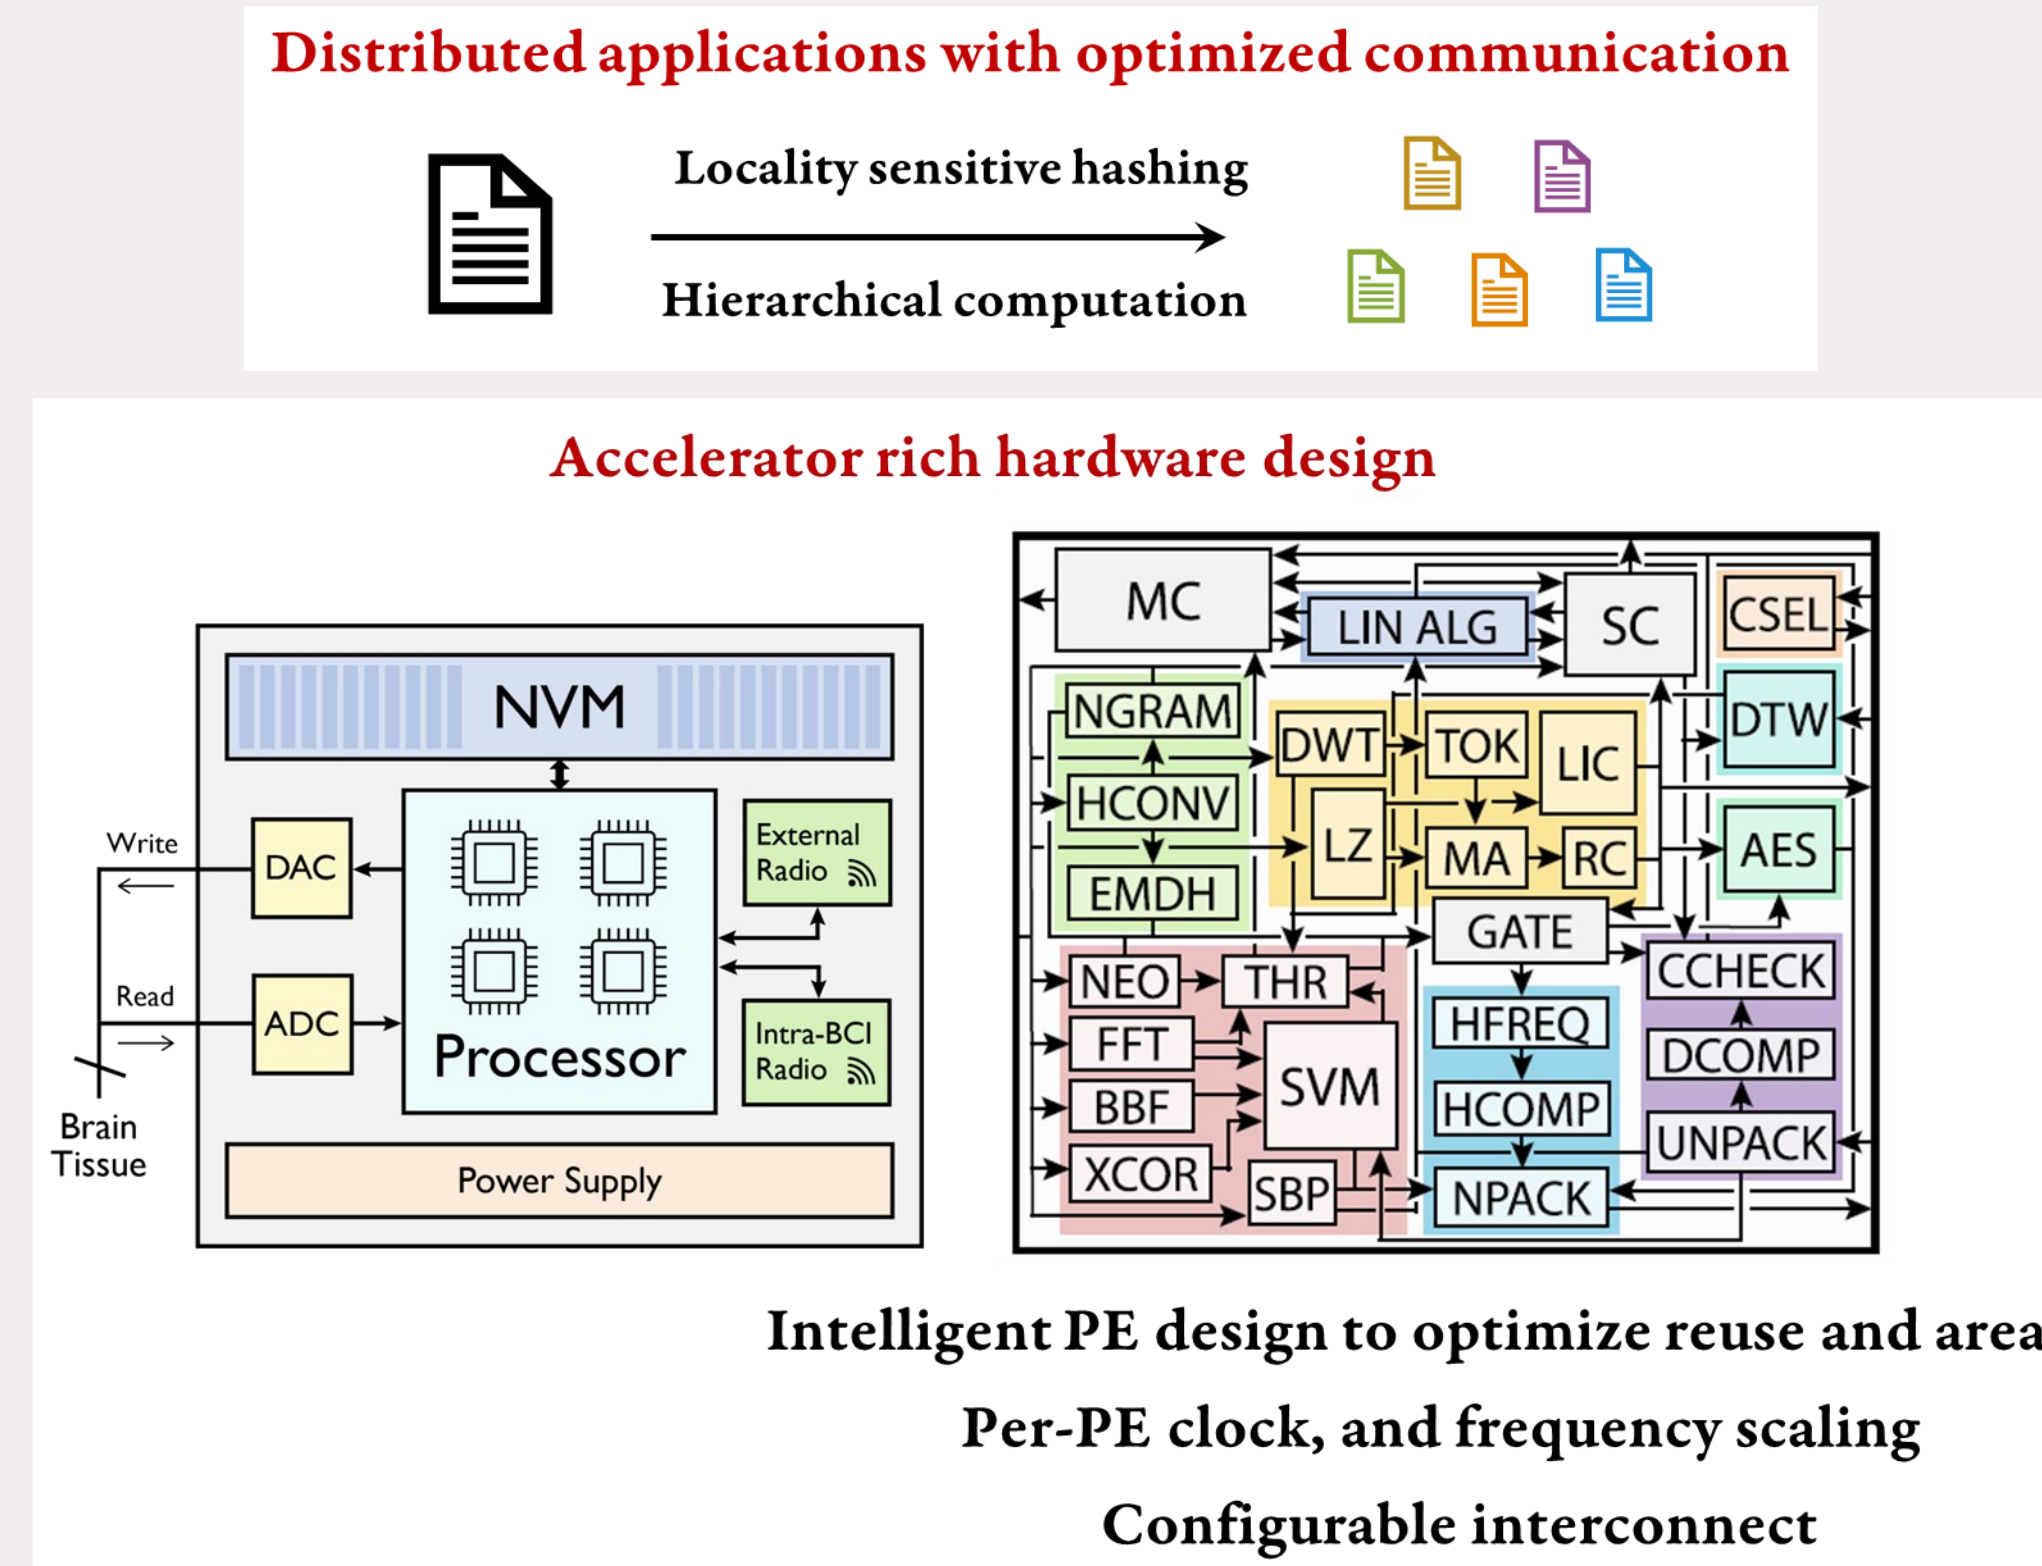 Distributed applications with optimized communication
Locality sensitive hashing
Hierarchical computation
Accelerator rich hardware design
NVM
Write
DAC
External
Radio
Read
ADC
Processor
Intra-BCI
Radio
Brain
Tissue
Power Supply
MC
LIN ALG
SC
CSEL
NGRAM
DWT
TOK
LIC
DTW
HCONV
LZ
MA
RC
AES
EMDH
GATE
NEO
THR
CCHECK
FFT
SVM
HFREQ
DCOMP
BBF
HCOMP
UNPACK
XCOR
SBP
NPACK
Intelligent PE design to optimize reuse and area
Per-PE clock, and frequency scaling
Configurable interconnect